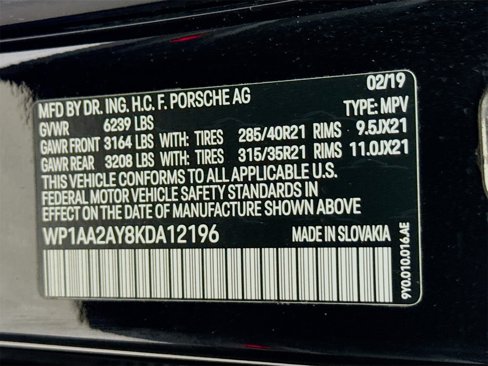 02/19
MFD BY DR. ING. H.C. F. PORSCHE AG TYPE: MPV
GVWR 6239 LBS
GAWR FRONT 3164 LBS WITH: TIRES 285/40R21 RIMS 9.5JX21
GAWR REAR 3208 LBS WITH: TIRES 315/35R21 RIMS 11.0JX21
THIS VEHICLE CONFORMS TO ALL APPLICABLE U.S.
FEDERAL MOTOR VEHICLE SAFETY STANDARDS IN
EFFECT ON THE DATE OF MANUFACTURE SHOWN ABOVE
WP1AA2AY8KDA12196 MADE IN SLOVAKIA
9Y0.010.016.AE